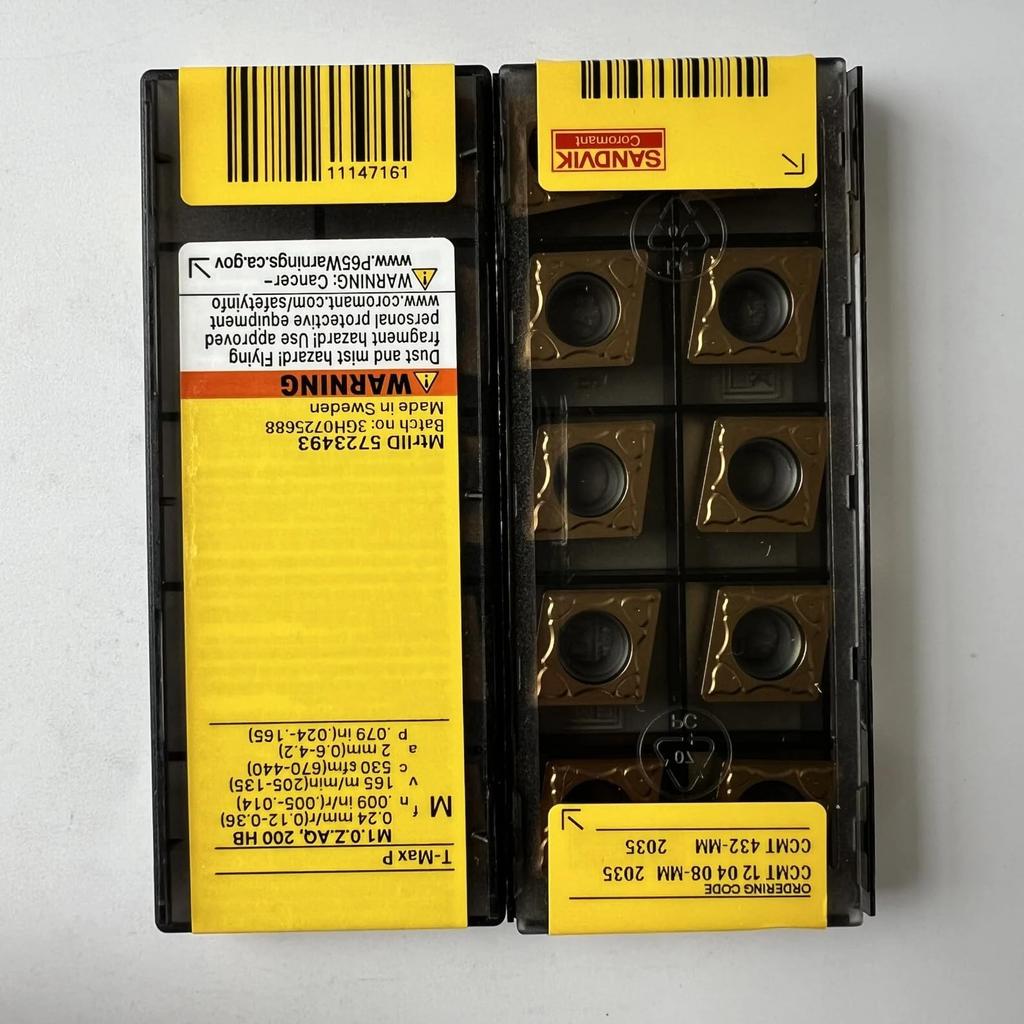 11147161
T-Max P
M1.0.Z.AQ, 200 HB
M
f n 0.24 mm/r(0.12-0.36)
.009 in/r(.005-.014)
v c 165 m/min(205-135)
530 sfm(670-440)
a p 2 mm(0.6-4.2)
.079 in(.024-.165)
MtrlID 5723493
Batch no: 3GH0725688
Made in Sweden
WARNING
Dust and mist hazard! Flying
fragment hazard! Use approved
personal protective equipment
www.coromant.com/safetyinfo
WARNING: Cancer-
www.P65Warnings.ca.gov
ORDERING CODE
CCMT 12 04 08-MM 2035
CCMT 432-MM 2035
SANDVIK
Coromant
70
PC